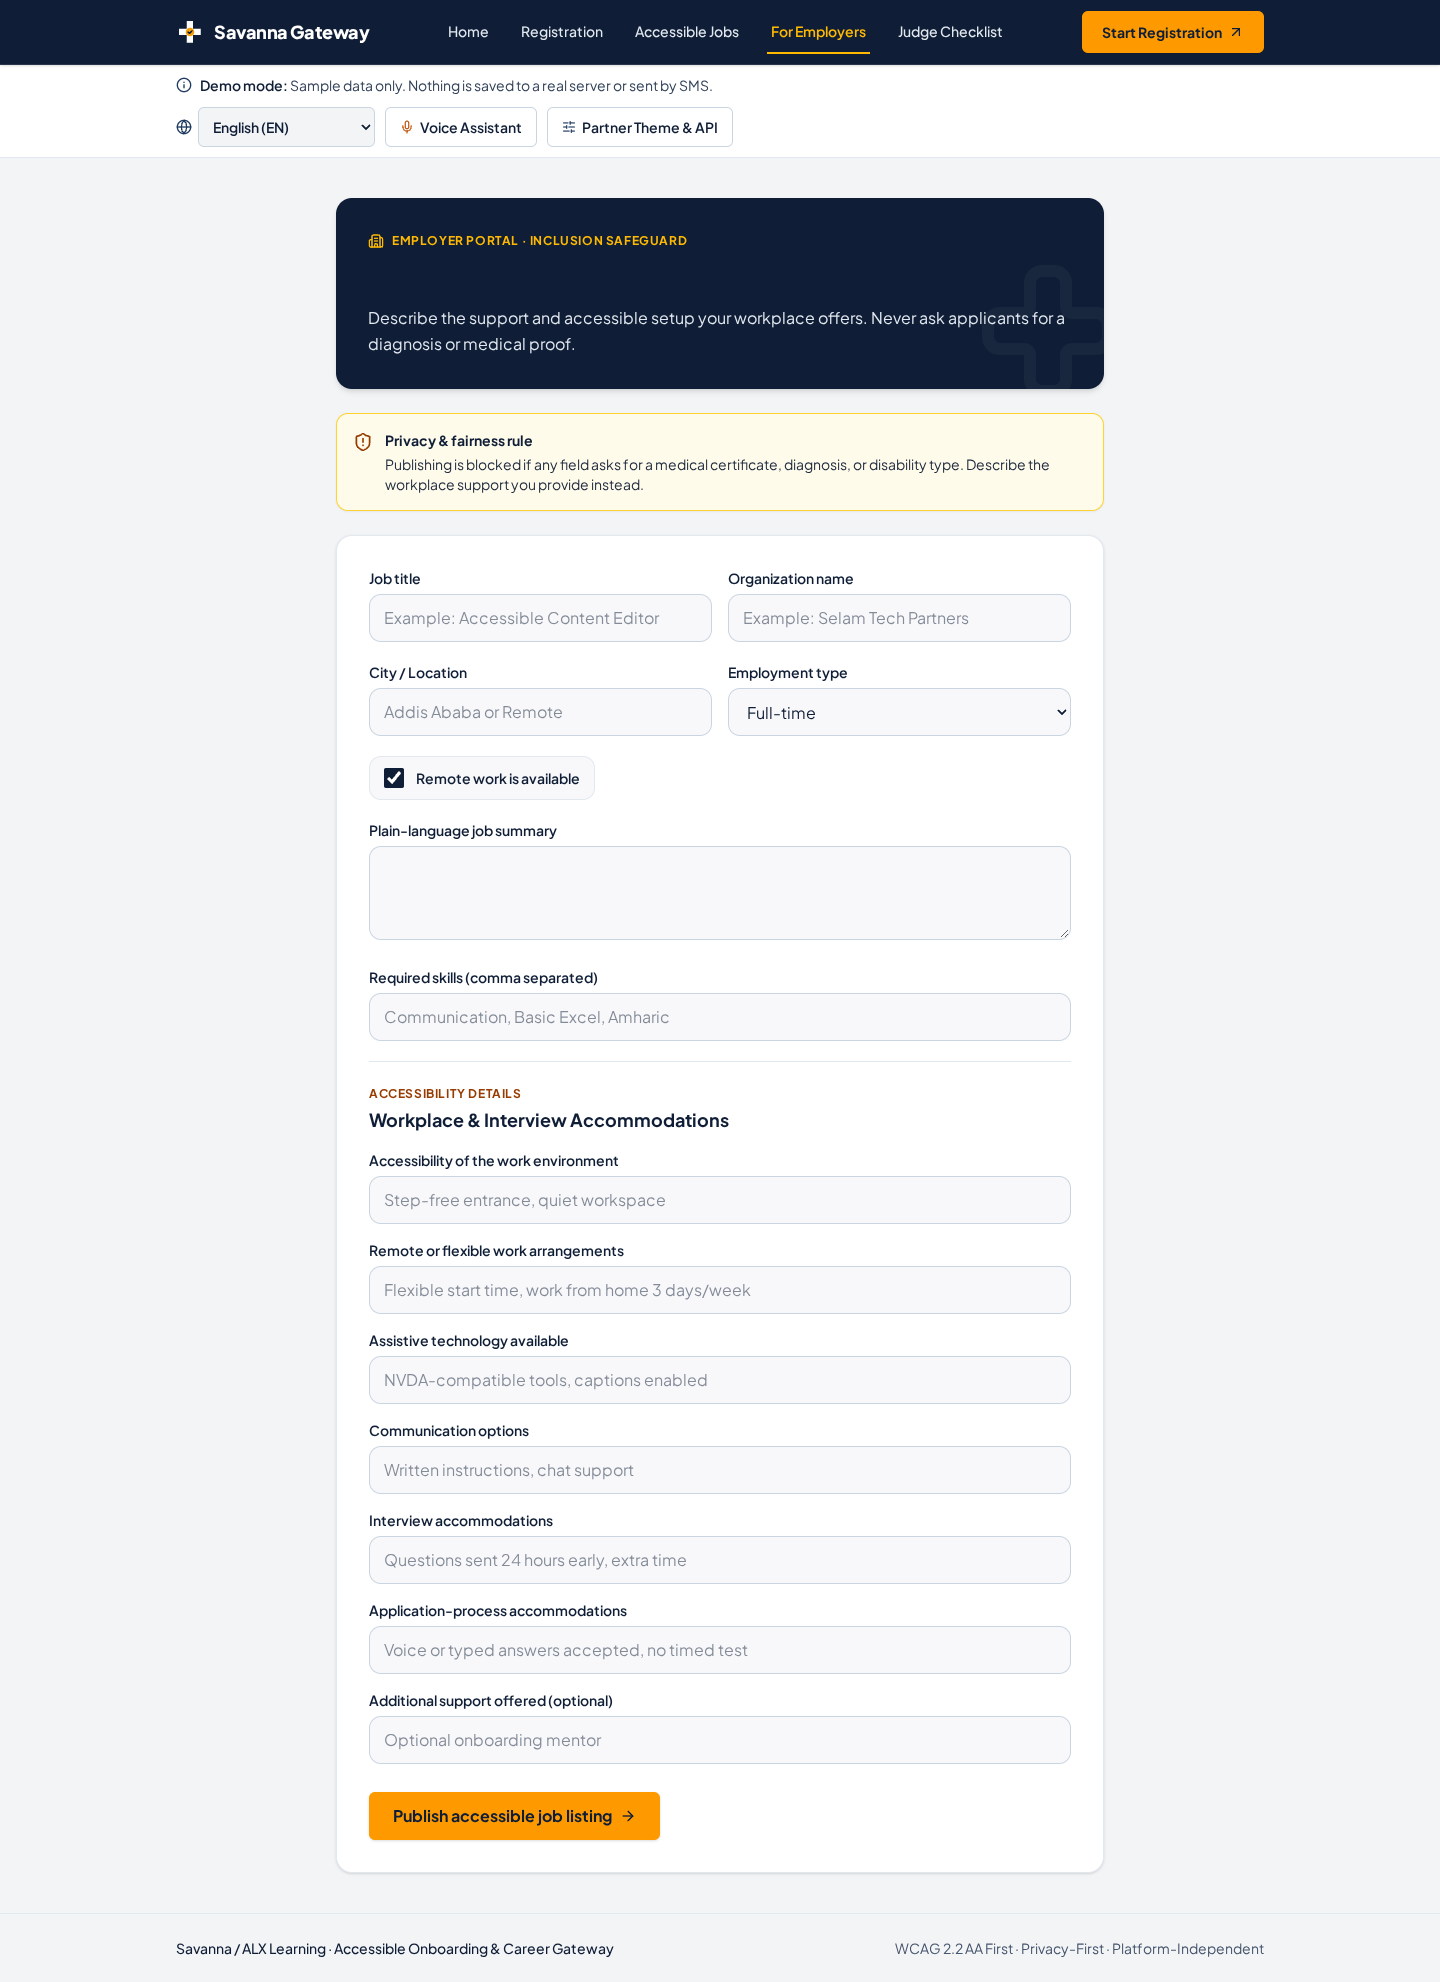 Savanna Gateway
Home
Registration
Accessible Jobs
For Employers
Judge Checklist
Start Registration
Demo mode: Sample data only. Nothing is saved to a real server or sent by SMS.
English (EN)
Voice Assistant
Partner Theme & API
EMPLOYER PORTAL · INCLUSION SAFEGUARD
Describe the support and accessible setup your workplace offers. Never ask applicants for a
diagnosis or medical proof.
Privacy & fairness rule
Publishing is blocked if any field asks for a medical certificate, diagnosis, or disability type. Describe the
workplace support you provide instead.
Job title
Organization name
Example: Accessible Content Editor
Example: Selam Tech Partners
City / Location
Employment type
Addis Ababa or Remote
Full-time
Remote work is available
Plain-language job summary
Required skills (comma separated)
Communication, Basic Excel, Amharic
ACCESSIBILITY DETAILS
Workplace & Interview Accommodations
Accessibility of the work environment
Step-free entrance, quiet workspace
Remote or flexible work arrangements
Flexible start time, work from home 3 days/week
Assistive technology available
NVDA-compatible tools, captions enabled
Communication options
Written instructions, chat support
Interview accommodations
Questions sent 24 hours early, extra time
Application-process accommodations
Voice or typed answers accepted, no timed test
Additional support offered (optional)
Optional onboarding mentor
Publish accessible job listing
Savanna / ALX Learning · Accessible Onboarding & Career Gateway
WCAG 2.2 AA First · Privacy-First · Platform-Independent